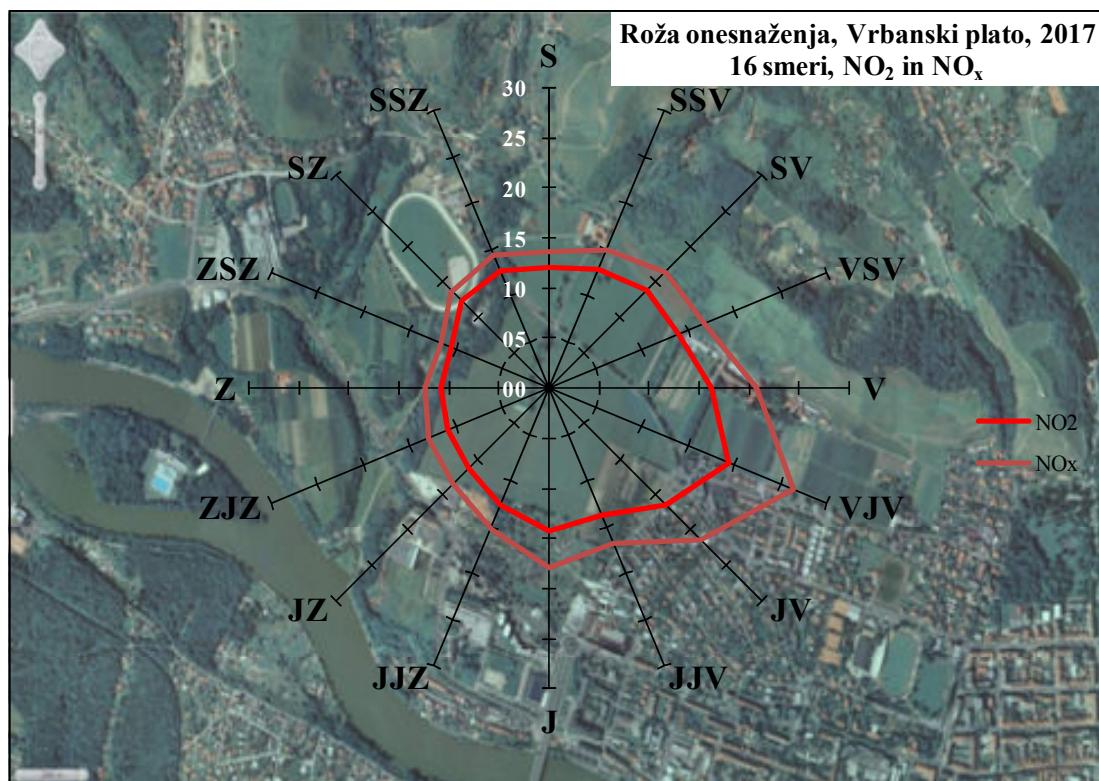 Roža onesnaženja, Vrbanski plato, 2017
16 smeri, NO₂ in NOₓ
S
30
SSZ
SSV
25
SZ
SV
20
15
ZSZ
VSV
10
05
Z
00
V
NO2
NOx
ZJZ
VJV
JZ
JV
JJZ
JJV
J